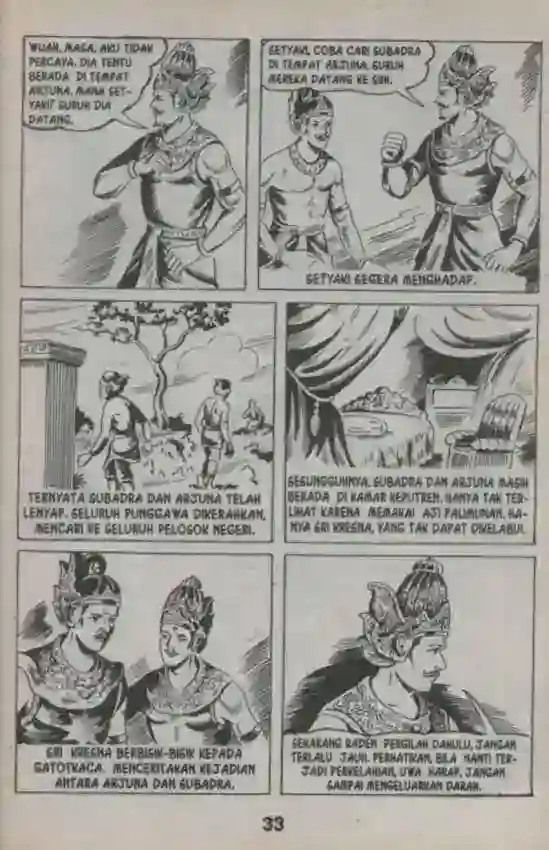 WUAH, MASA, AKU TIDAK
PERCAYA. DIA TENTU
BERADA DI TEMPAT
ARJUNA. MANA SET-
YAKI? SURUH DIA
DATANG.
SETYAKI, COBA CARI SUBADRA
DI TEMPAT ARJUNA. SURUH
MEREKA DATANG KE SINI.
SETYAKI SEGERA MENGHADAP.
TERNYATA SUBADRA DAN ARJUNA TELAH
LENYAP. SELURUH PUNGGAWA DIKERAHKAN,
MENCARI KE SELURUH PELOSOK NEGERI.
SESUNGGUHNYA, SUBADRA DAN ARJUNA MASIH
BERADA DI KAMAR KEPUTREN. HANYA TAK TER-
LIHAT KARENA MEMAKAI AJI PALIMUNAN. HA-
NYA SRI KRESNA, YANG TAK DAPAT DIKELABUI.
SRI KRESNA BERBISIK-BISIK KEPADA
GATOTKACA. MENCERITAKAN KEJADIAN
ANTARA ARJUNA DAN SUBADRA.
SEKARANG RADEN PERGILAH DAHULU, JANGAN
TERLALU JAUH. PERHATIKAN, BILA NANTI TER-
JADI PERKELAHIAN, UWA HARAP, JANGAN
SAMPAI MENGELUARKAN DARAH.
33